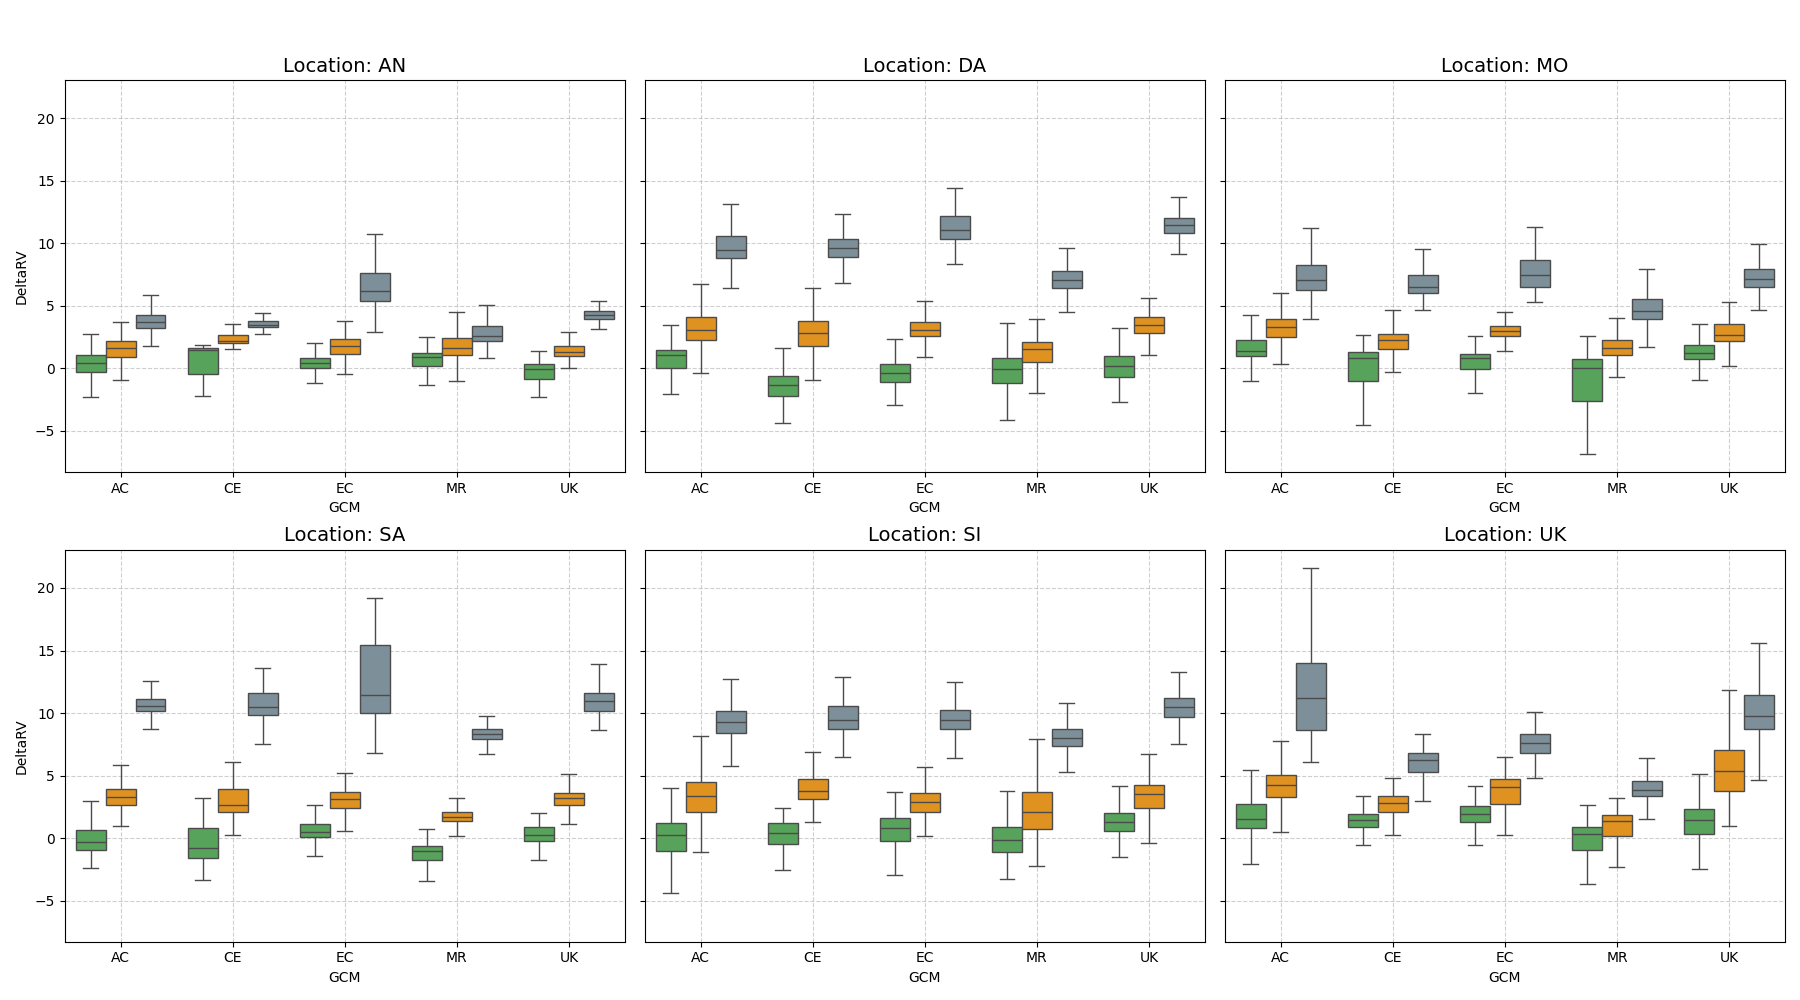 Location: AN
Location: DA
Location: MO
DeltaRV
20
15
10
5
0
−5
AC CE EC MR UK
GCM
AC CE EC MR UK
GCM
AC CE EC MR UK
GCM
Location: SA
Location: SI
Location: UK
DeltaRV
20
15
10
5
0
−5
AC CE EC MR UK
GCM
AC CE EC MR UK
GCM
AC CE EC MR UK
GCM